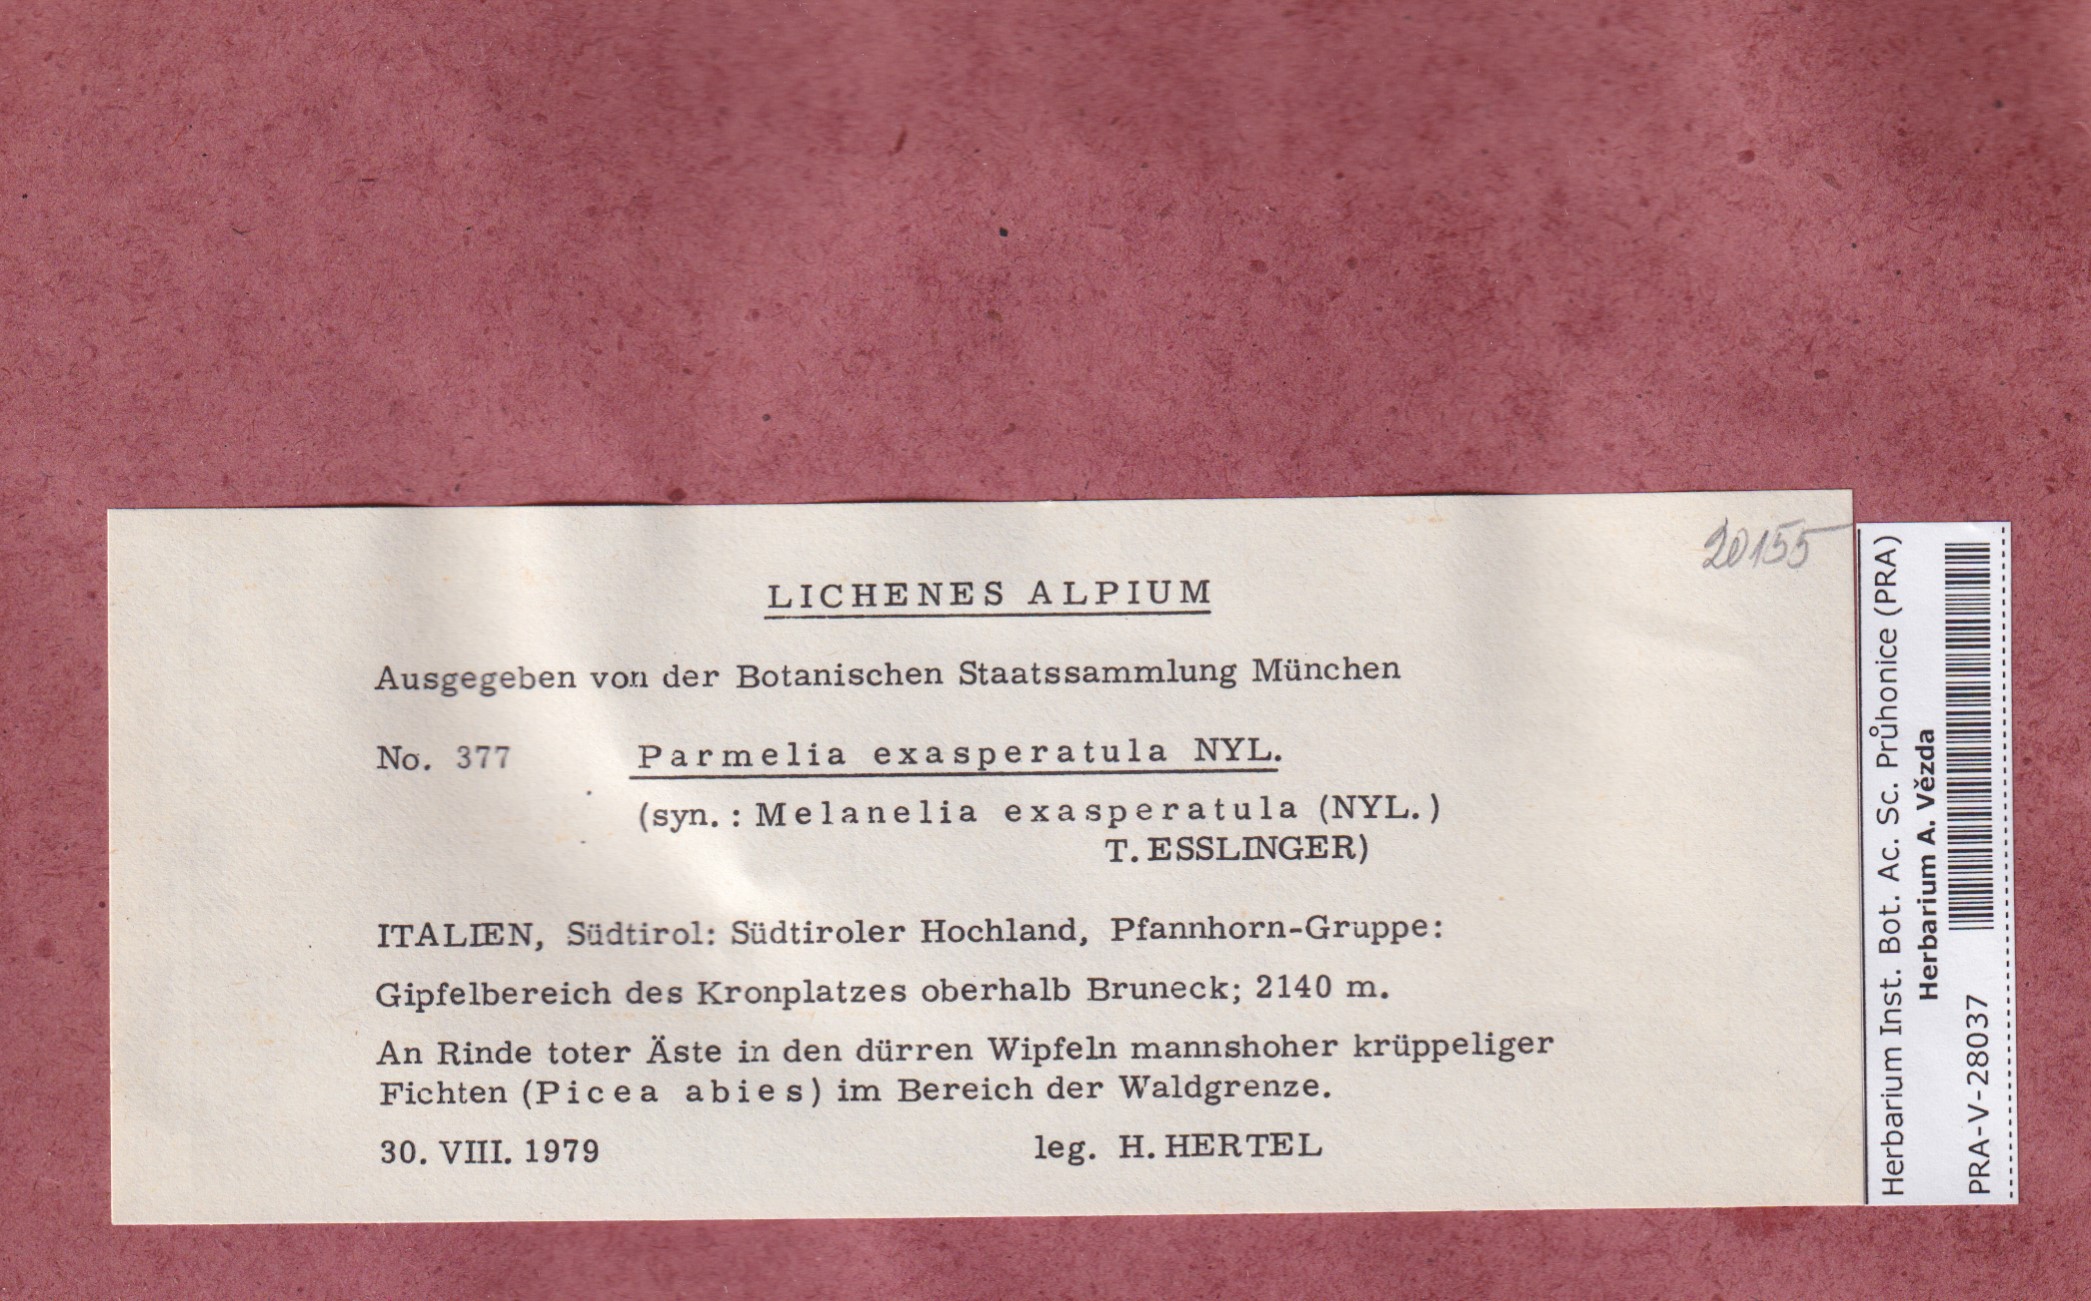 20155
LICHENES ALPIUM
Ausgegeben von der Botanischen Staatssammlung München
No. 377 Parmelia exasperatula NYL.
(syn.: Melanelia exasperatula (NYL.)
T. ESSLINGER)
ITALIEN, Südtirol: Südtiroler Hochland, Pfannhorn-Gruppe:
Gipfelbereich des Kronplatzes oberhalb Bruneck; 2140 m.
An Rinde toter Äste in den dürren Wipfeln mannshoher krüppeliger
Fichten (Picea abies) im Bereich der Waldgrenze.
30. VIII. 1979 leg. H. HERTEL
Herbarium Inst. Bot. Ac. Sc. Průhonice (PRA)
Herbarium A. Vězda
PRA-V-28037